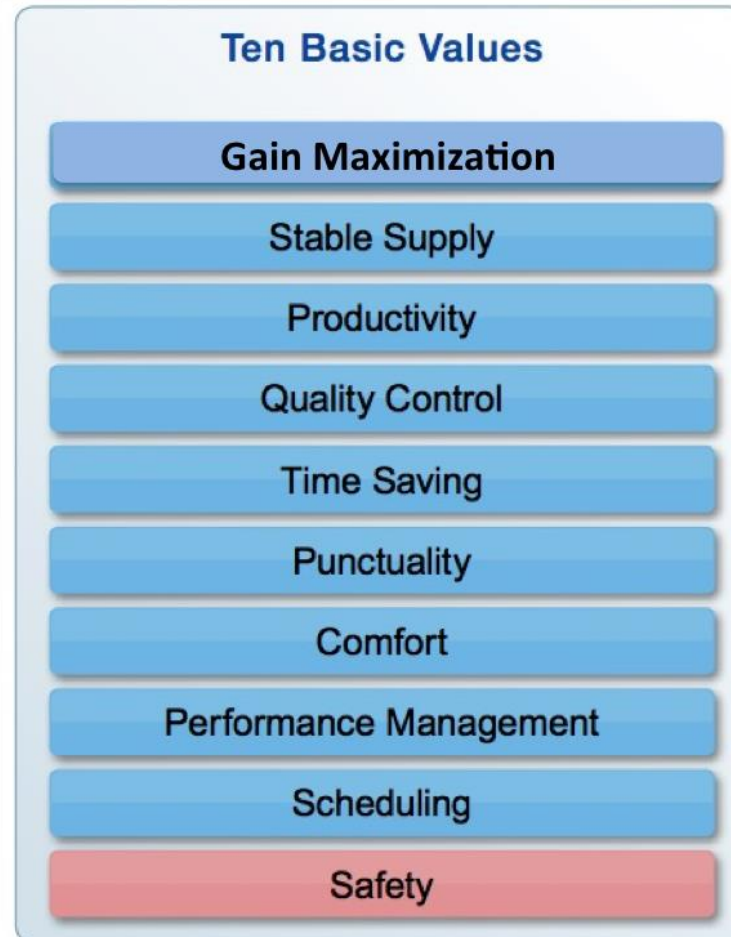 Ten Basic Values
Gain Maximization
Stable Supply
Productivity
Quality Control
Time Saving
Punctuality
Comfort
Performance Management
Scheduling
Safety